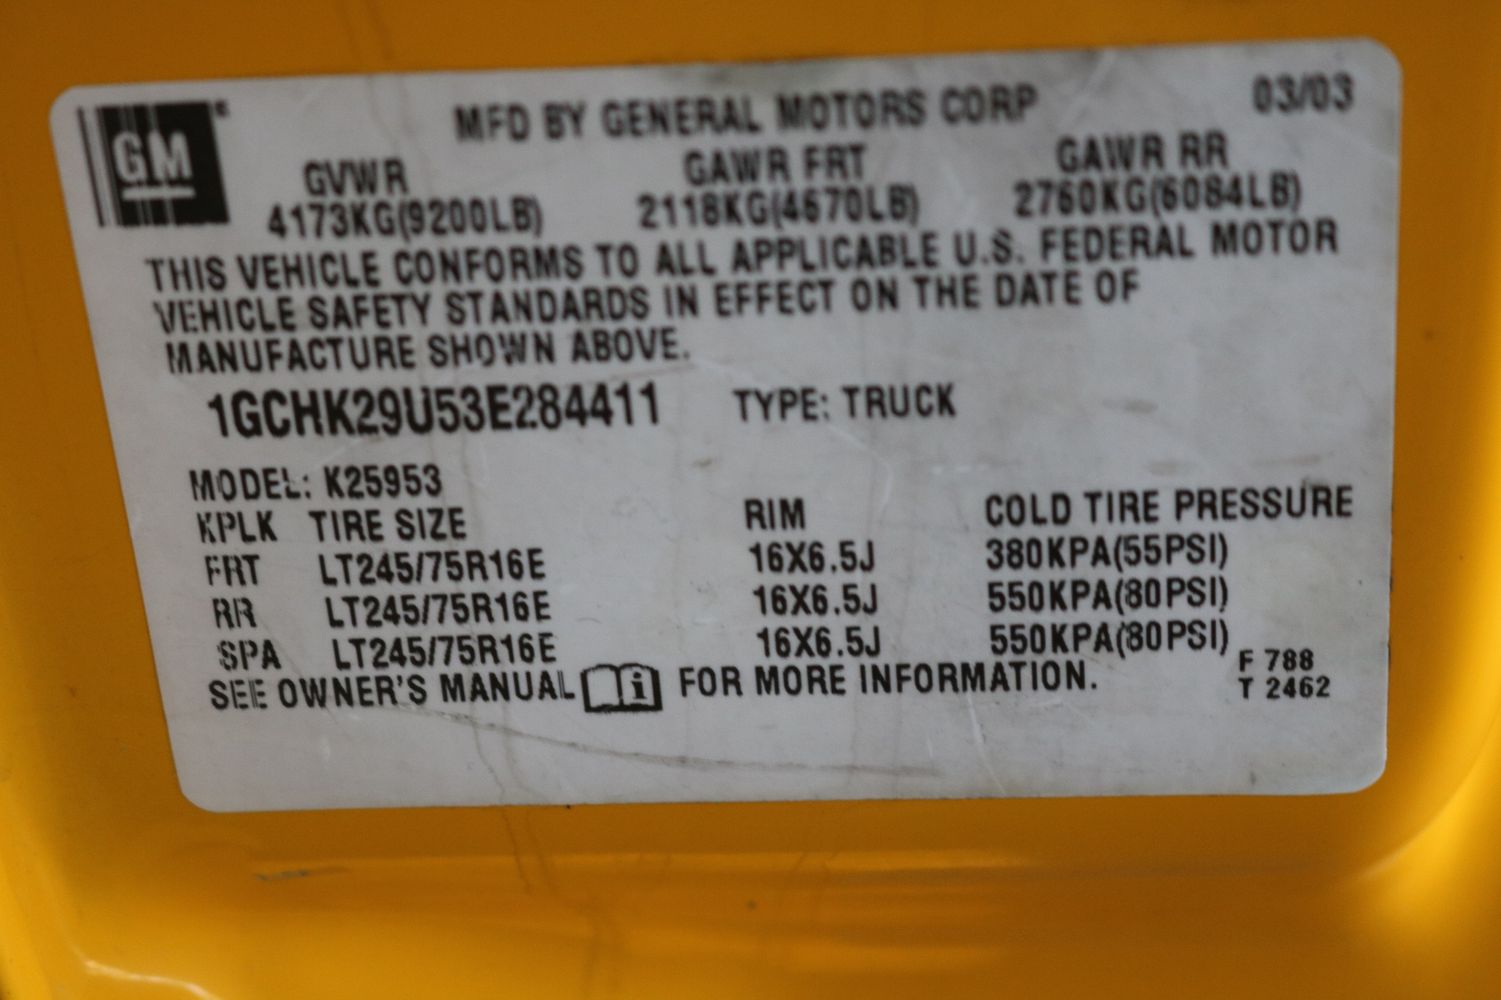 GM
MFD BY GENERAL MOTORS CORP 03/03
GVWR GAWR FRT GAWR RR
4173KG(9200LB) 2118KG(4670LB) 2760KG(6084LB)
THIS VEHICLE CONFORMS TO ALL APPLICABLE U.S. FEDERAL MOTOR
VEHICLE SAFETY STANDARDS IN EFFECT ON THE DATE OF
MANUFACTURE SHOWN ABOVE.
1GCHK29U53E284411 TYPE: TRUCK
MODEL: K25953
KPLK TIRE SIZE RIM COLD TIRE PRESSURE
FRT LT245/75R16E 16X6.5J 380KPA(55PSI)
RR LT245/75R16E 16X6.5J 550KPA(80PSI)
SPA LT245/75R16E 16X6.5J 550KPA(80PSI)
SEE OWNER'S MANUAL i FOR MORE INFORMATION.
F 788
T 2462